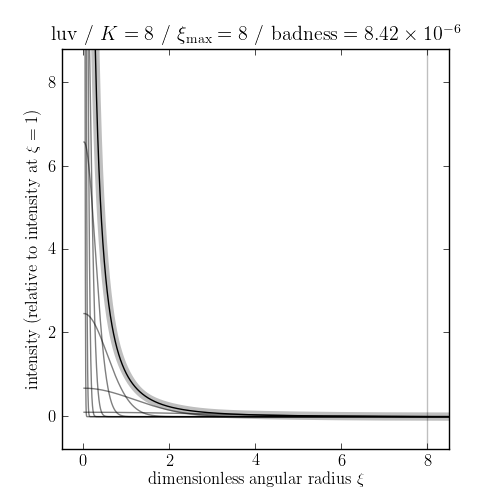 luv / K = 8 / ξmax = 8 / badness = 8.42 × 10⁻⁶
intensity (relative to intensity at ξ = 1)
8
6
4
2
0
0 2 4 6 8
dimensionless angular radius ξ